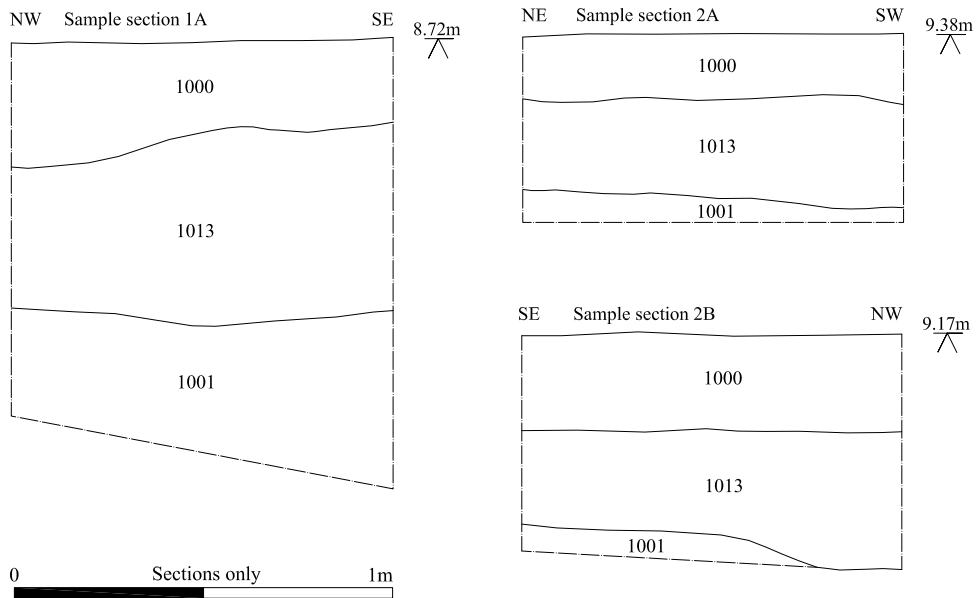 NW Sample section 1A SE
8.72m
1000
1013
1001
NE Sample section 2A SW
9.38m
1000
1013
1001
SE Sample section 2B NW
9.17m
1000
1013
1001
0 Sections only 1m